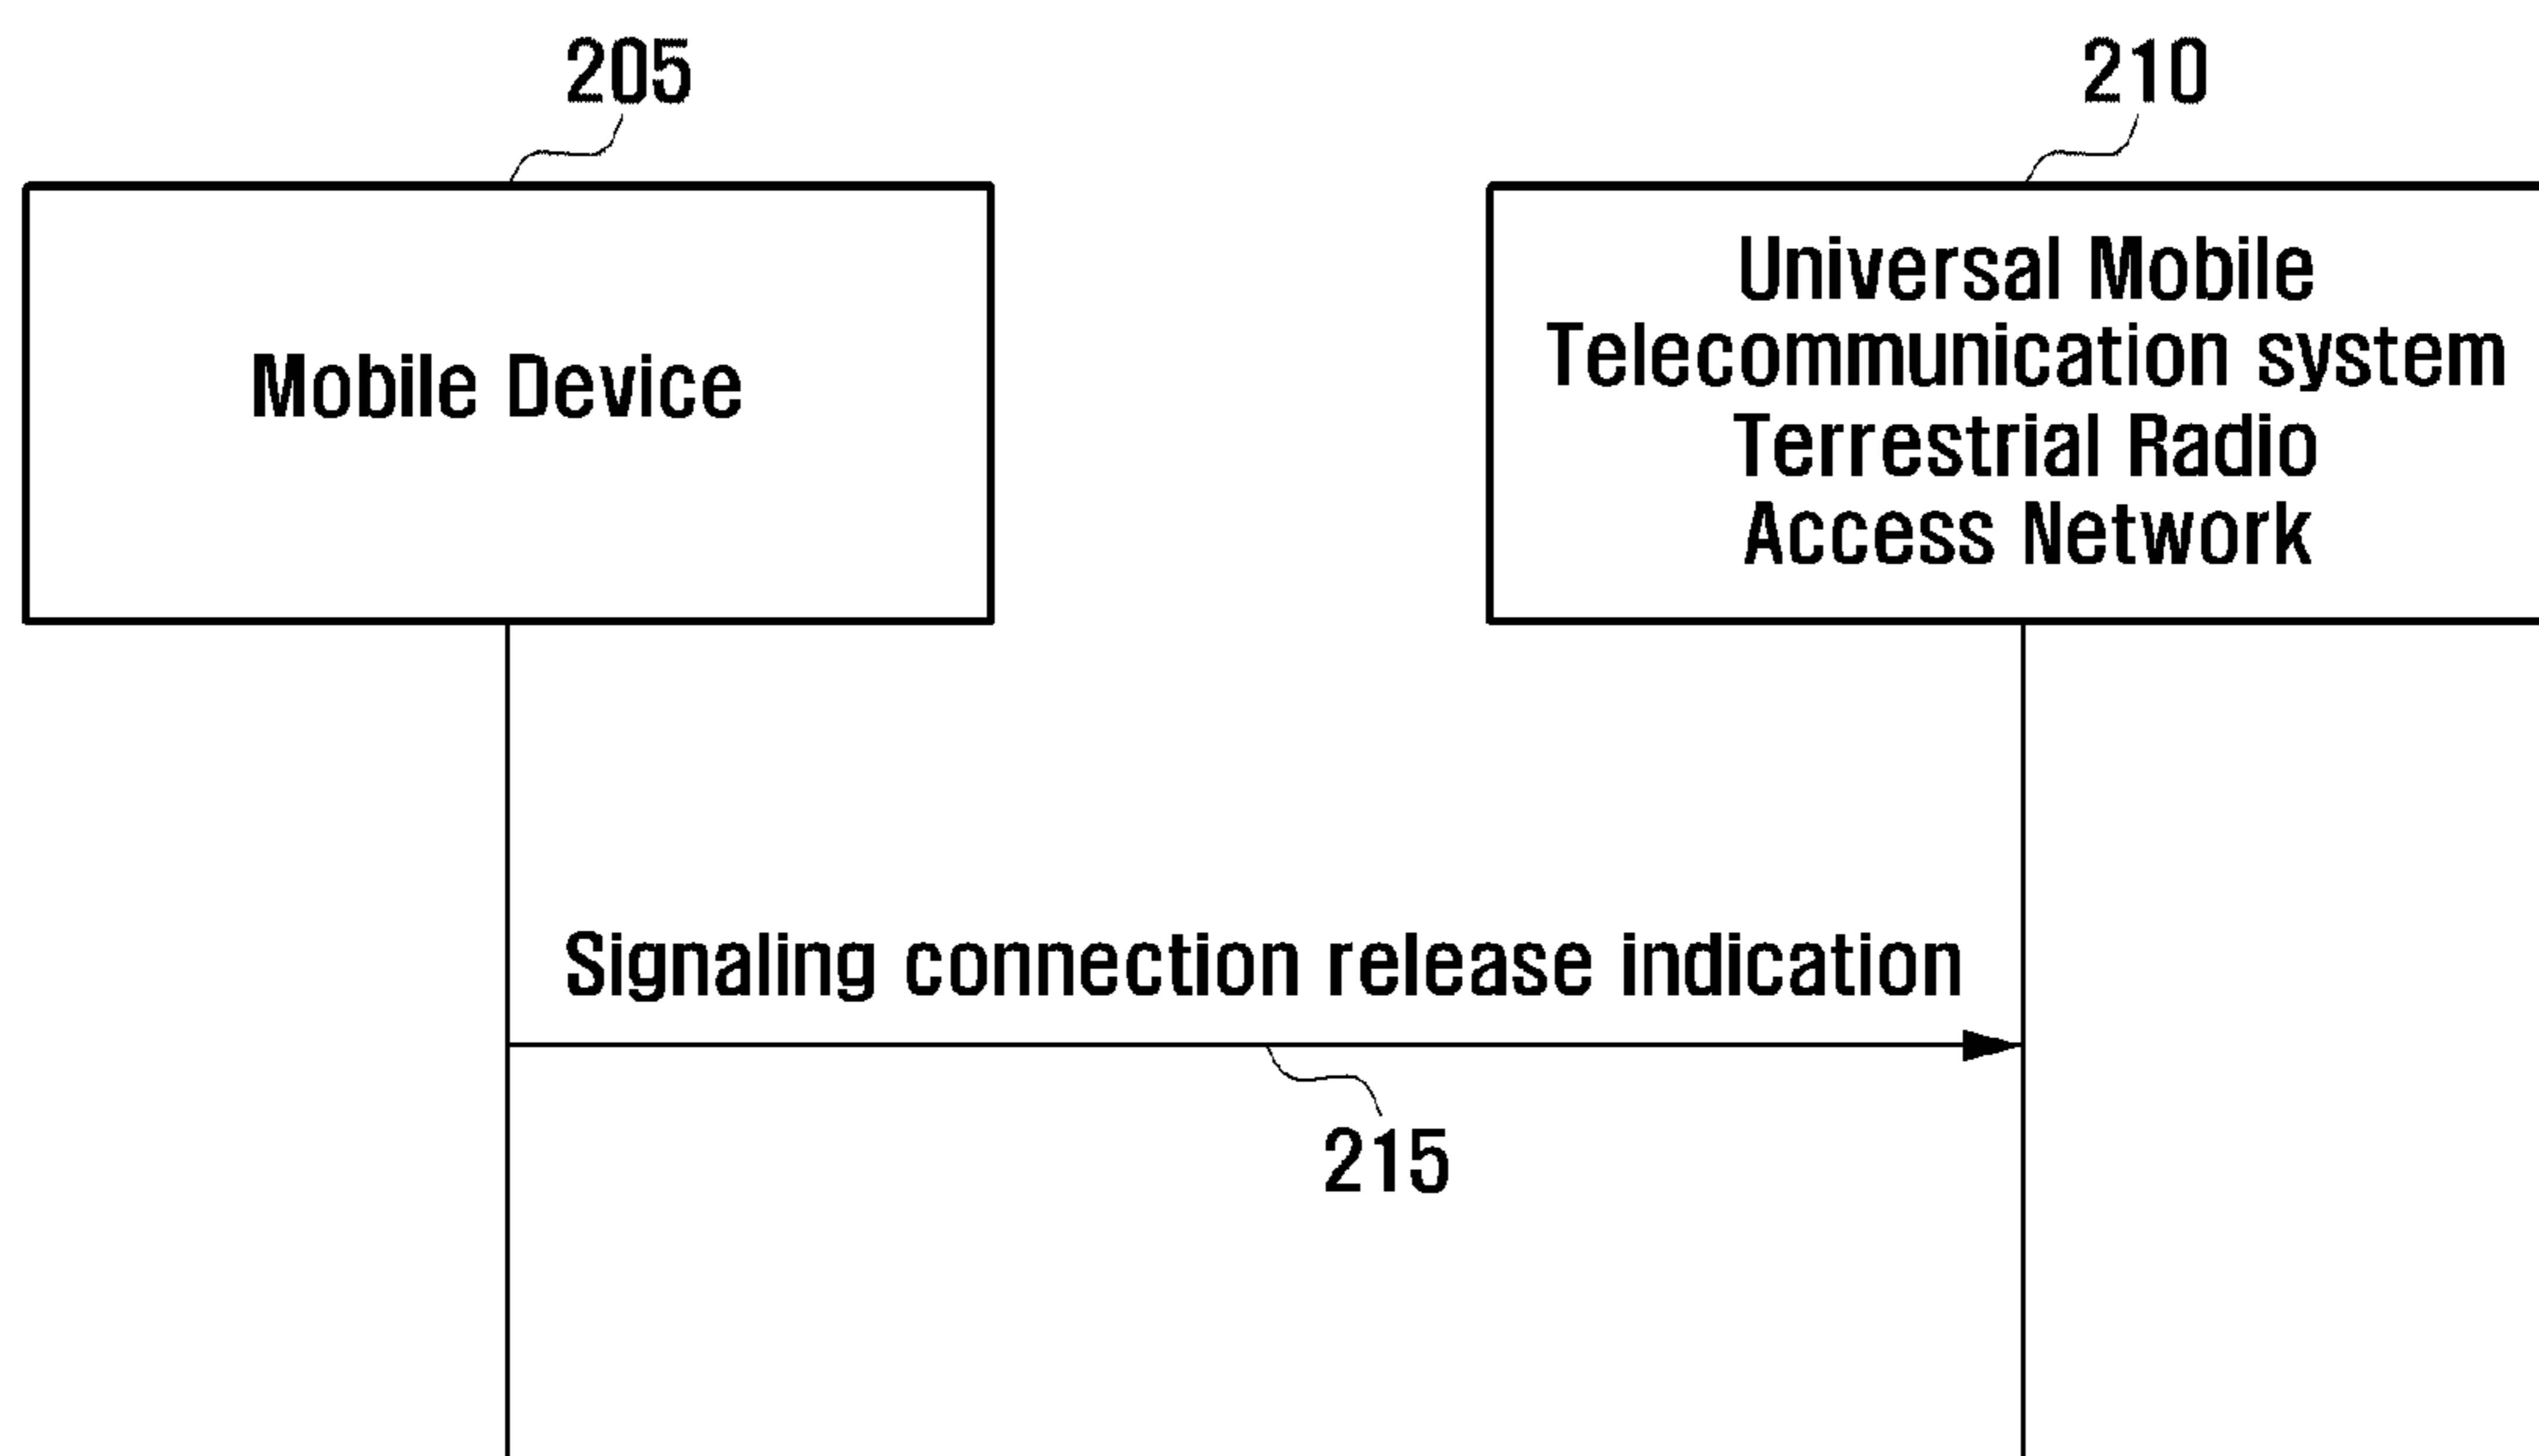 205
210
Mobile Device
Universal Mobile
Telecommunication system
Terrestrial Radio
Access Network
Signaling connection release indication
215